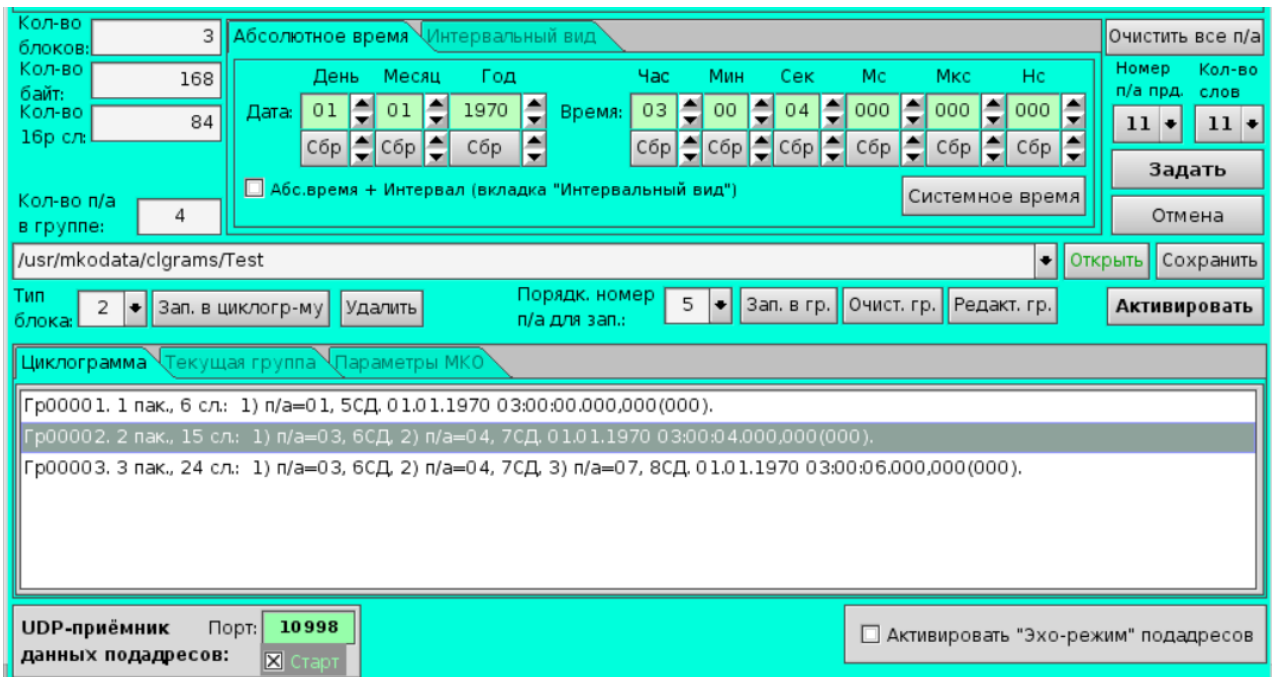 Кол-во блоков: 3
Кол-во байт: 168
Кол-во 16р сл: 84
Кол-во п/а в группе: 4
Абсолютное время Интервальный вид
День Месяц Год Час Мин Сек Мс Мкс Нс
Дата: 01 01 1970 Время: 03 00 04 000 000 000
Сбр Сбр Сбр Сбр Сбр Сбр Сбр Сбр Сбр
Абс.время + Интервал (вкладка "Интервальный вид")
Системное время
Очистить все п/а
Номер п/а прд. Кол-во слов
11 11
Задать
Отмена
/usr/mkodata/clgrams/Test Открыть Сохранить
Тип блока: 2 Зап. в циклогр-му Удалить Порядк. номер п/а для зап.: 5 Зап. в гр. Очист. гр. Редакт. гр. Активировать
Циклограмма Текущая группа Параметры МКО
Гр00001. 1 пак., 6 сл.: 1) п/а=01, 5СД. 01.01.1970 03:00:00.000,000(000).
Гр00002. 2 пак., 15 сл.: 1) п/а=03, 6СД, 2) п/а=04, 7СД. 01.01.1970 03:00:04.000,000(000).
Гр00003. 3 пак., 24 сл.: 1) п/а=03, 6СД, 2) п/а=04, 7СД, 3) п/а=07, 8СД. 01.01.1970 03:00:06.000,000(000).
UDP-приёмник Порт: 10998
данных подадресов: Старт
Активировать "Эхо-режим" подадресов